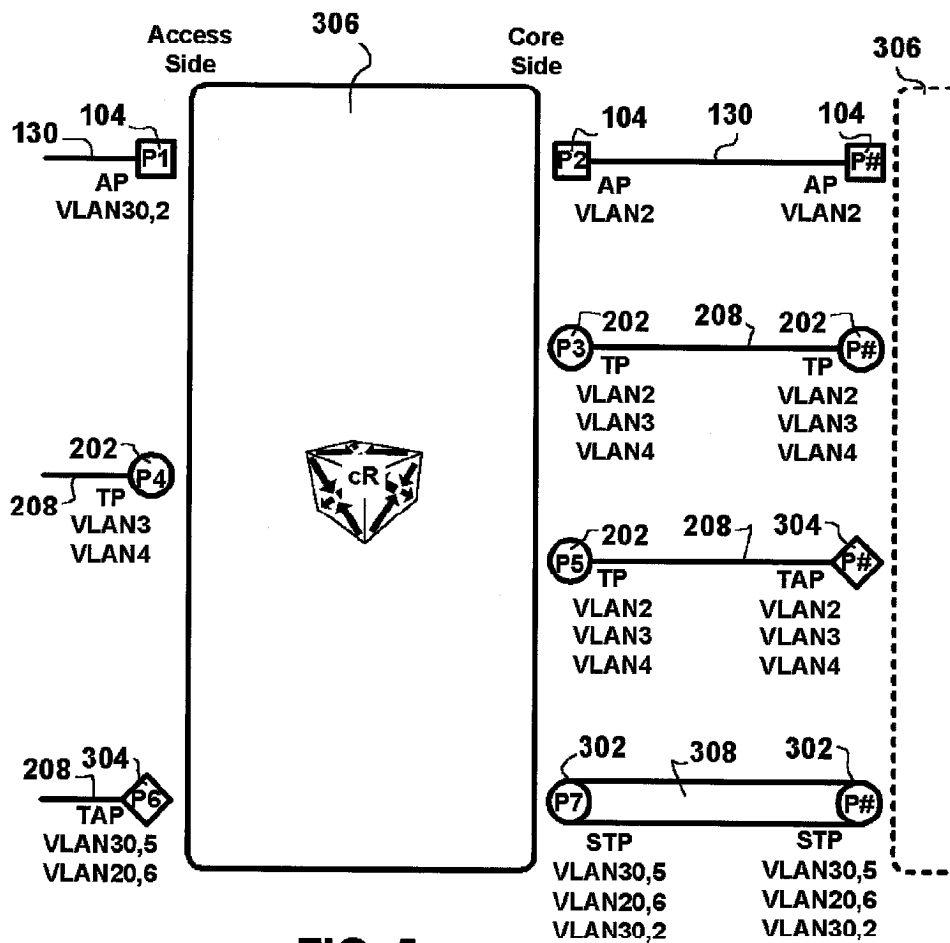 Access
Side
306
Core
Side
306
104
130
P1
AP
VLAN30,2
104
130
104
P2
P#
AP
VLAN2
AP
VLAN2
202
208
202
P3
P#
TP
VLAN2
VLAN3
VLAN4
TP
VLAN2
VLAN3
VLAN4
cR
202
P4
208
TP
VLAN3
VLAN4
202
208
304
P5
P#
TP
VLAN2
VLAN3
VLAN4
TAP
VLAN2
VLAN3
VLAN4
208
304
P6
TAP
VLAN30,5
VLAN20,6
302
308
302
P7
P#
STP
VLAN30,5
VLAN20,6
VLAN30,2
STP
VLAN30,5
VLAN20,6
VLAN30,2